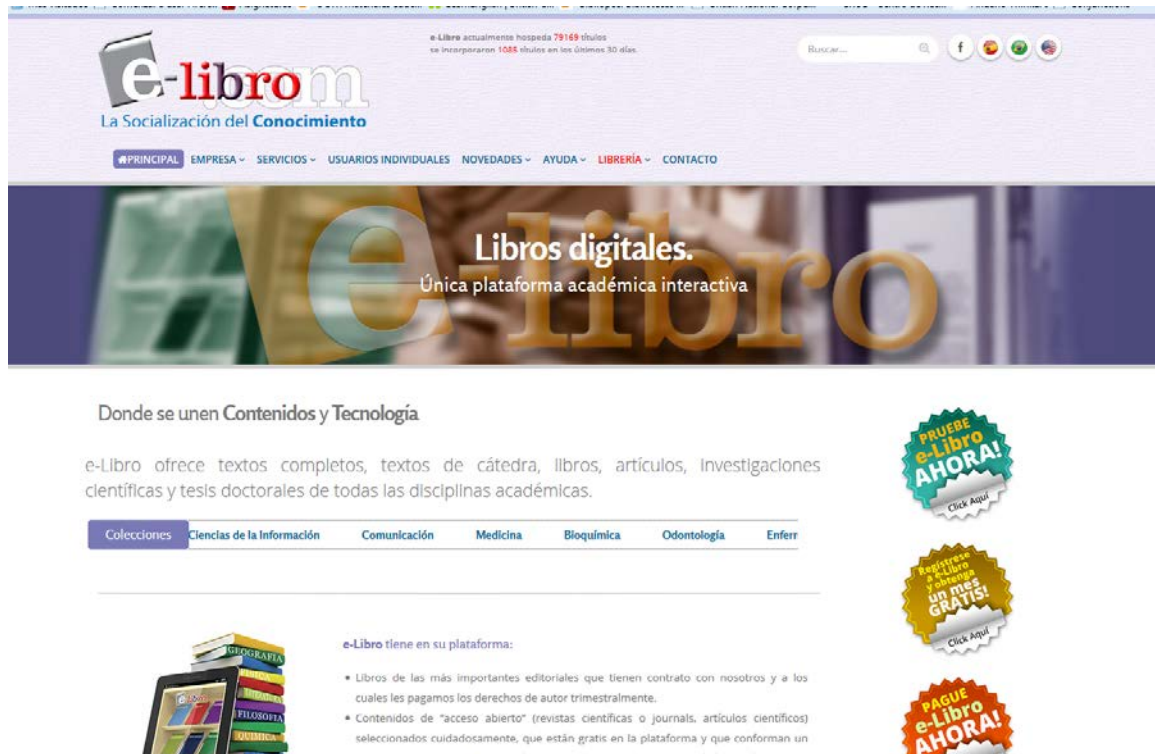 e-Libro actualmente hospeda 79169 títulos
se incorporaron 1085 títulos en los últimos 30 días.
Buscar...
e-libro
.com
La Socialización del Conocimiento
PRINCIPAL EMPRESA SERVICIOS USUARIOS INDIVIDUALES NOVEDADES AYUDA LIBRERÍA CONTACTO
e-libro
Libros digitales.
Única plataforma académica interactiva
Donde se unen Contenidos y Tecnología
e-Libro ofrece textos completos, textos de cátedra, libros, artículos, investigaciones
científicas y tesis doctorales de todas las disciplinas académicas.
Colecciones Ciencias de la Información Comunicación Medicina Bioquímica Odontología Enferr
PRUEBE
e-Libro
AHORA!
Click Aquí
Regístrese
a e-Libro
y obtenga
un mes
GRATIS!
Click Aquí
PAGUE
e-Libro
AHORA!
GEOGRAFIA
FISICA
LITERATURA
FILOSOFIA
QUIMICA
e-Libro tiene en su plataforma:
• Libros de las más importantes editoriales que tienen contrato con nosotros y a los
cuales les pagamos los derechos de autor trimestralmente.
• Contenidos de "acceso abierto" (revistas científicas o journals, artículos científicos)
seleccionados cuidadosamente, que están gratis en la plataforma y que conforman un